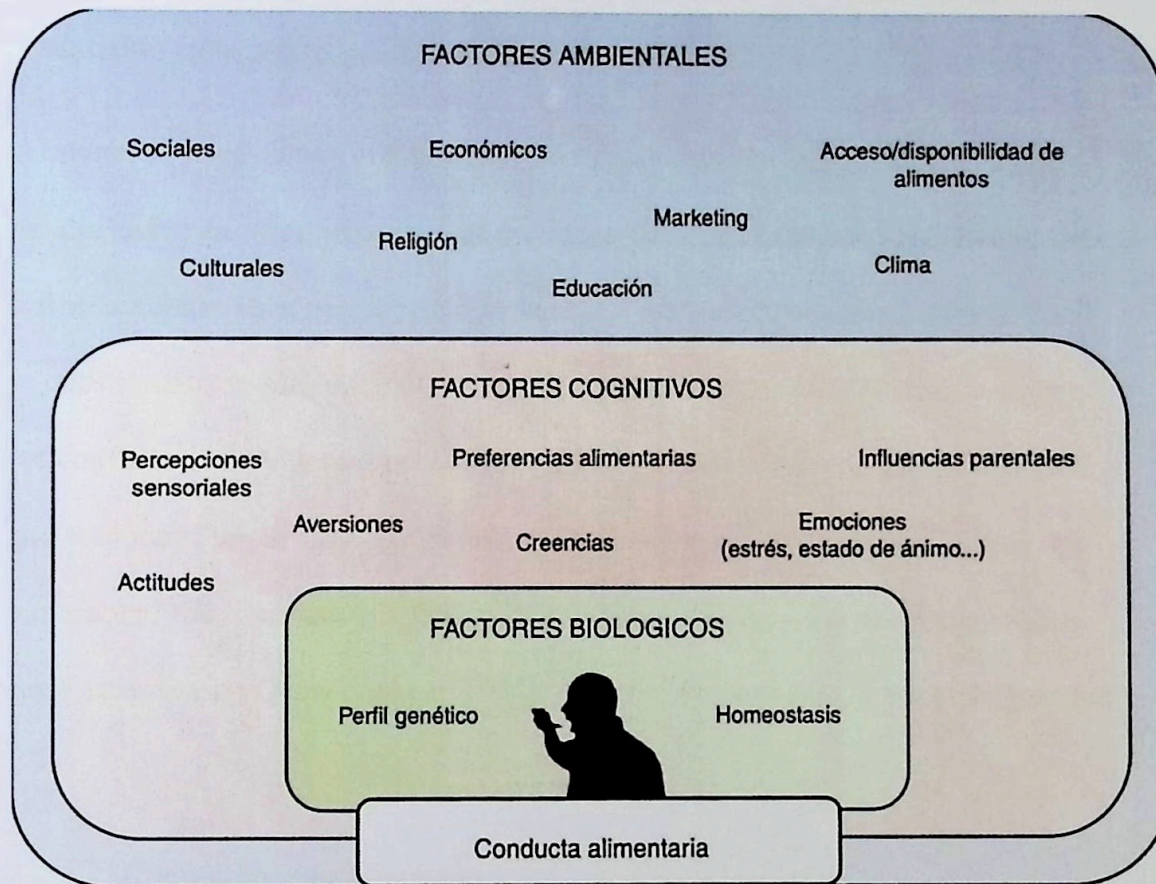 FACTORES AMBIENTALES
Sociales
Económicos
Acceso/disponibilidad de
alimentos
Marketing
Religión
Culturales
Clima
Educación
FACTORES COGNITIVOS
Percepciones
sensoriales
Preferencias alimentarias
Influencias parentales
Aversiones
Creencias
Emociones
(estrés, estado de ánimo...)
Actitudes
FACTORES BIOLOGICOS
Perfil genético
Homeostasis
Conducta alimentaria